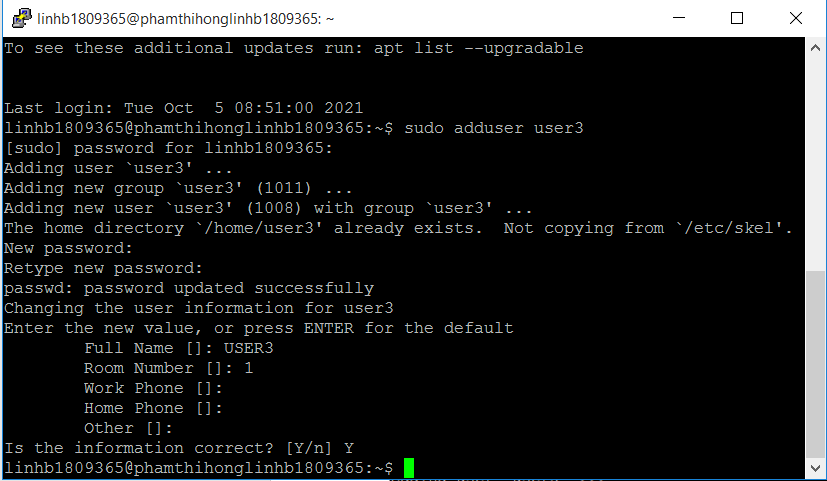 linhb1809365@phamthihonglinhb1809365: ~
To see these additional updates run: apt list --upgradable
Last login: Tue Oct  5 08:51:00 2021
linhb1809365@phamthihonglinhb1809365:~$ sudo adduser user3
[sudo] password for linhb1809365:
Adding user `user3' ...
Adding new group `user3' (1011) ...
Adding new user `user3' (1008) with group `user3' ...
The home directory `/home/user3' already exists.  Not copying from `/etc/skel'.
New password:
Retype new password:
passwd: password updated successfully
Changing the user information for user3
Enter the new value, or press ENTER for the default
        Full Name []: USER3
        Room Number []: 1
        Work Phone []:
        Home Phone []:
        Other []:
Is the information correct? [Y/n] Y
linhb1809365@phamthihonglinhb1809365:~$